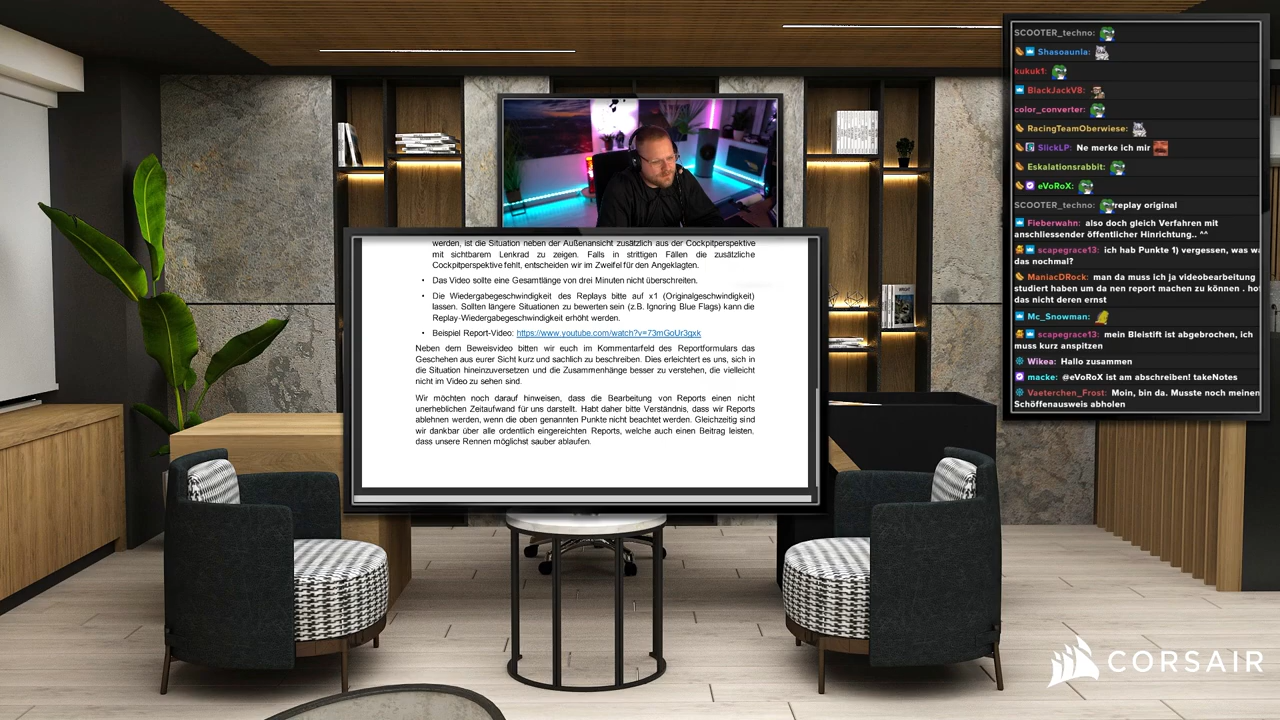 werden, ist die Situation neben der Außenansicht zusätzlich aus der Cockpitperspektive
mit sichtbarem Lenkrad zu zeigen. Falls in strittigen Fällen die zusätzliche
Cockpitperspektive fehlt, entscheiden wir im Zweifel für den Angeklagten.
• Das Video sollte eine Gesamtlänge von drei Minuten nicht überschreiten.
• Die Wiedergabegeschwindigkeit des Replays bitte auf x1 (Originalgeschwindigkeit)
lassen. Sollten längere Situationen zu bewerten sein (z.B. Ignoring Blue Flags) kann die
Replay-Wiedergabegeschwindigkeit erhöht werden.
• Beispiel Report-Video: https://www.youtube.com/watch?v=73mGoUr3gxk
Neben dem Beweisvideo bitten wir euch im Kommentarfeld des Reportformulars das
Geschehen aus eurer Sicht kurz und sachlich zu beschreiben. Dies erleichtert es uns, sich in
die Situation hineinzuversetzen und die Zusammenhänge besser zu verstehen, die vielleicht
nicht im Video zu sehen sind.
Wir möchten noch darauf hinweisen, dass die Bearbeitung von Reports einen nicht
unerheblichen Zeitaufwand für uns darstellt. Habt daher bitte Verständnis, dass wir Reports
ablehnen werden, wenn die oben genannten Punkte nicht beachtet werden. Gleichzeitig sind
wir dankbar über alle ordentlich eingereichten Reports, welche auch einen Beitrag leisten,
dass unsere Rennen möglichst sauber ablaufen.
SCOOTER_techno:
Shasoaunia:
kukuk1:
BlackJackV8:
color_converter:
RacingTeamOberwiese:
SlickLP: Ne merke ich mir
Eskalationsrabbit:
eVoRoX:
SCOOTER_techno: replay original
Fieberwahn: also doch gleich Verfahren mit
anschliessender öffentlicher Hinrichtung.. ^^
scapegrace13: ich hab Punkte 1) vergessen, was wa
das nochmal?
ManiacDRock: man da muss ich ja videobearbeitung
studiert haben um da nen report machen zu können . hof
das nicht deren ernst
Mc_Snowman:
scapegrace13: mein Bleistift ist abgebrochen, ich
muss kurz anspitzen
Wikea: Hallo zusammen
macke: @eVoRoX ist am abschreiben! takeNotes
Vaeterchen_Frost: Moin, bin da. Musste noch meinen
Schöffenausweis abholen
CORSAIR